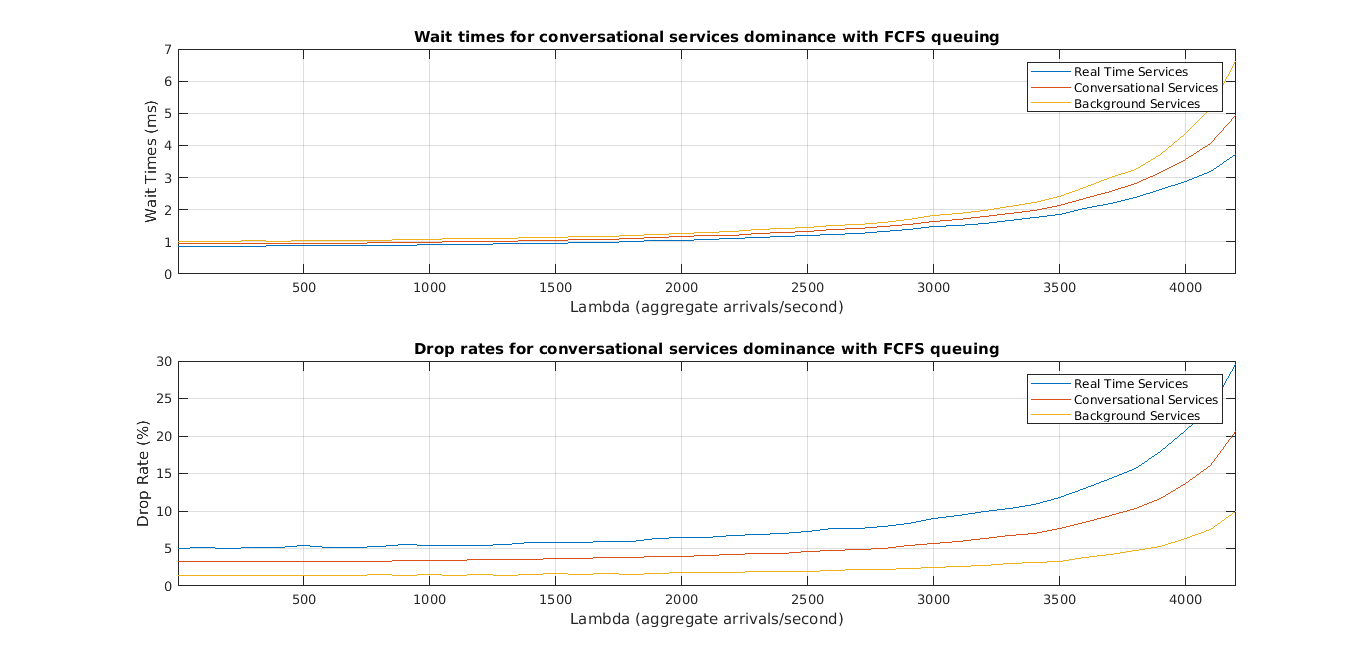 Wait times for conversational services dominance with FCFS queuing
7
6
5
4
3
2
1
0
Wait Times (ms)
Real Time Services
Conversational Services
Background Services
500 1000 1500 2000 2500 3000 3500 4000
Lambda (aggregate arrivals/second)
Drop rates for conversational services dominance with FCFS queuing
30
25
20
15
10
5
0
Drop Rate (%)
Real Time Services
Conversational Services
Background Services
500 1000 1500 2000 2500 3000 3500 4000
Lambda (aggregate arrivals/second)